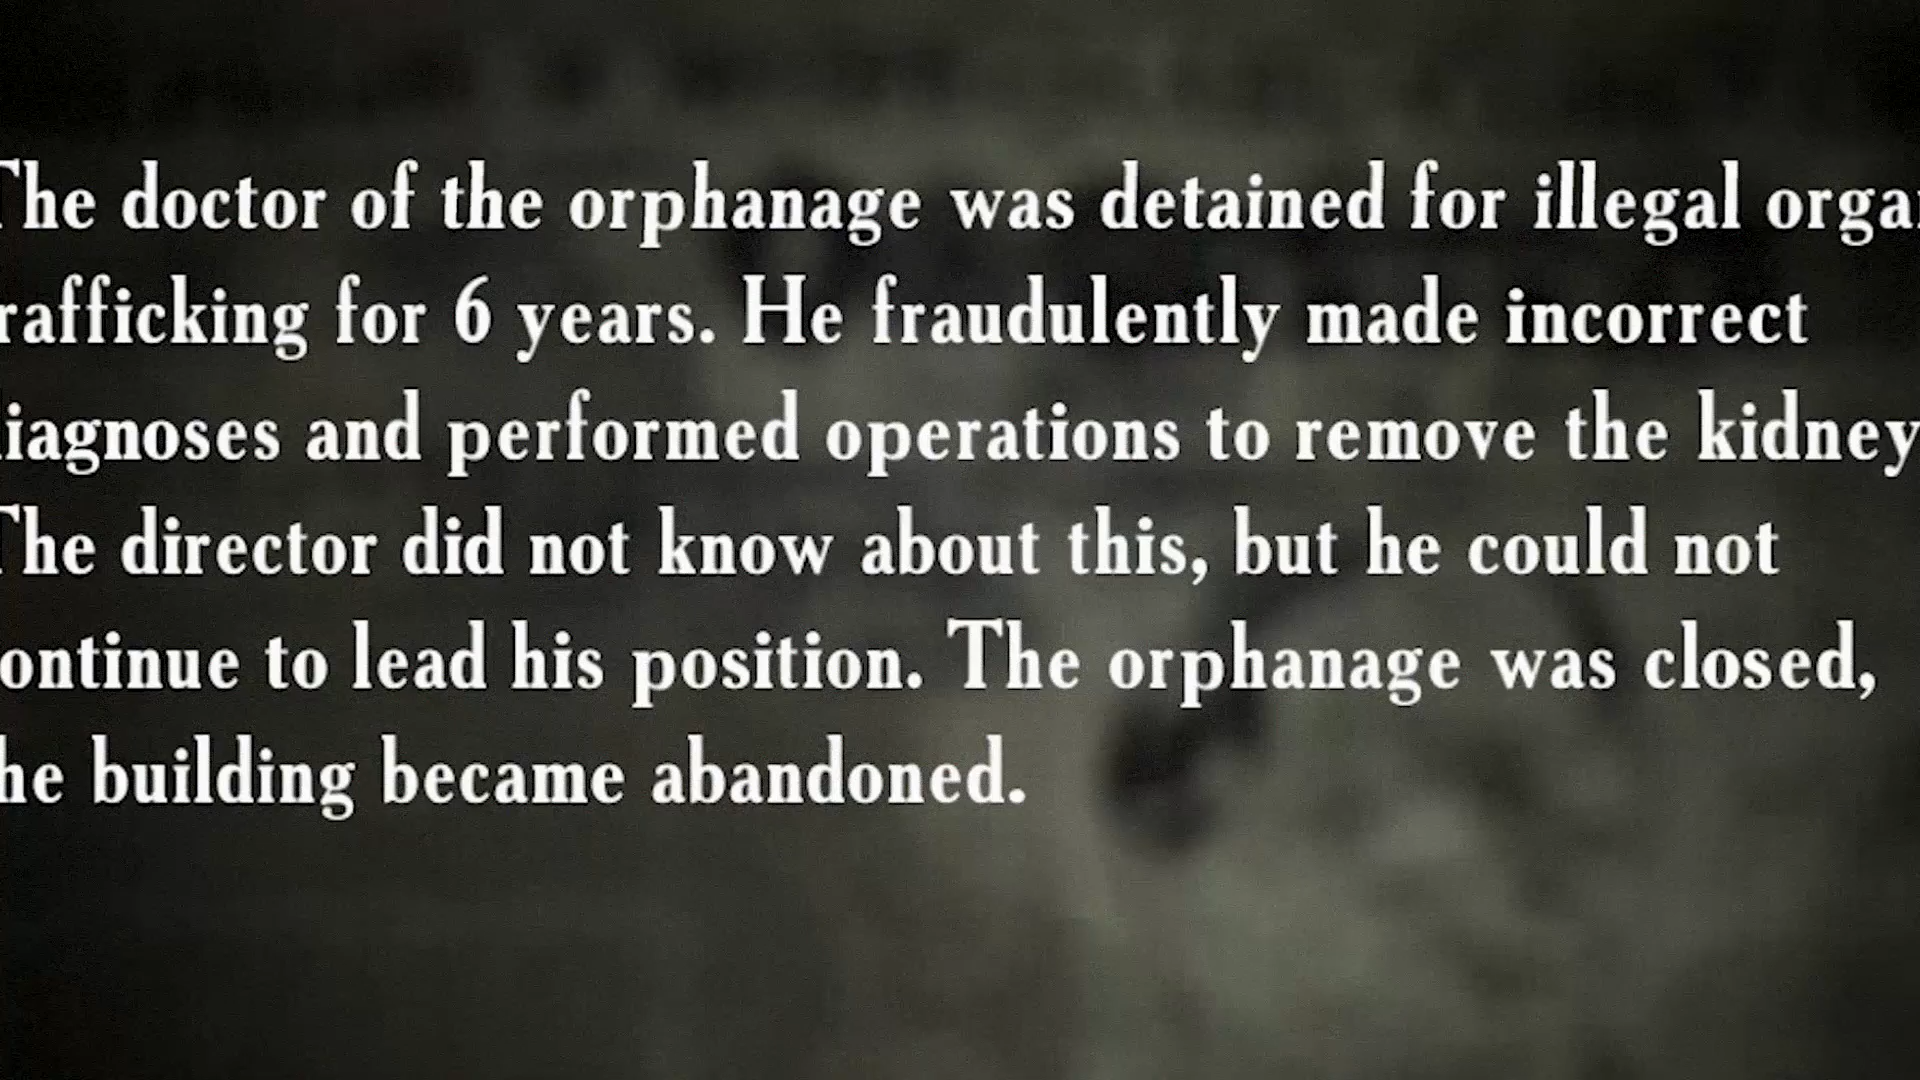 The doctor of the orphanage was detained for illegal orga
rafficking for 6 years. He fraudulently made incorrect
iagnoses and performed operations to remove the kidney
The director did not know about this, but he could not
ontinue to lead his position. The orphanage was closed,
he building became abandoned.